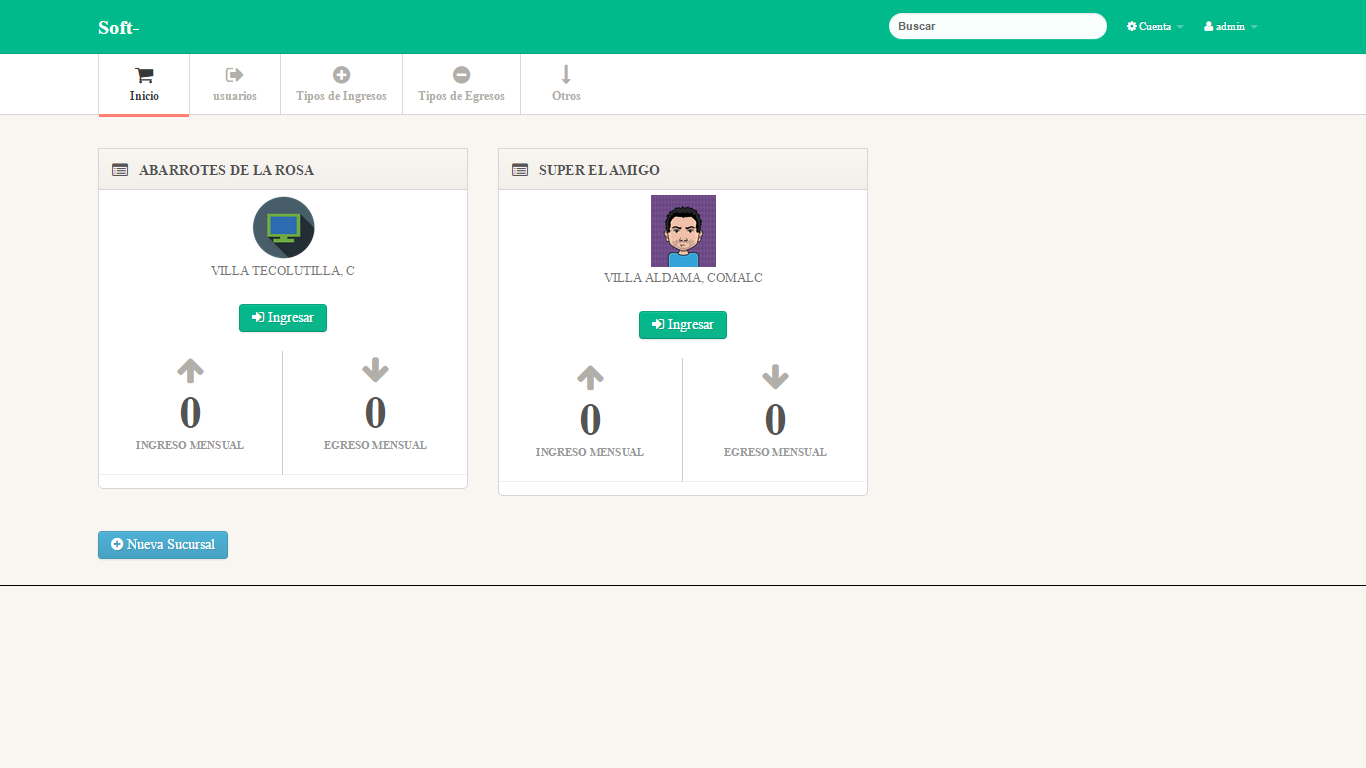 Soft-
Buscar
Cuenta
admin
Inicio
usuarios
Tipos de Ingresos
Tipos de Egresos
Otros
ABARROTES DE LA ROSA
VILLA TECOLUTILLA, C
Ingresar
0
INGRESO MENSUAL
0
EGRESO MENSUAL
SUPER EL AMIGO
VILLA ALDAMA, COMALC
Ingresar
0
INGRESO MENSUAL
0
EGRESO MENSUAL
Nueva Sucursal